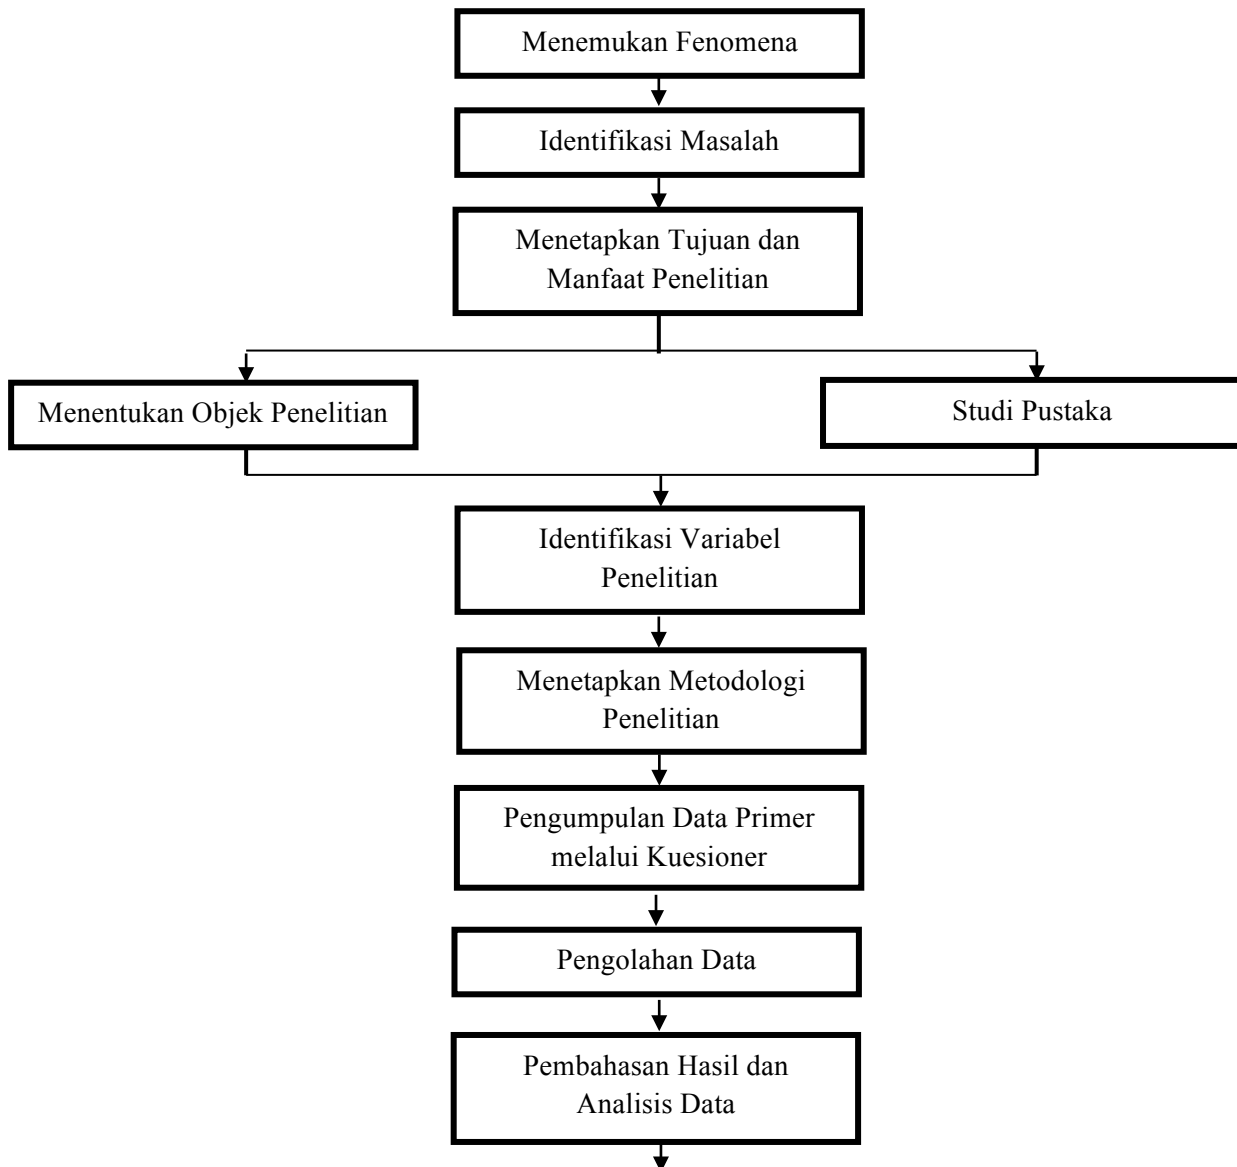 Menemukan Fenomena
Identifikasi Masalah
Menetapkan Tujuan dan
Manfaat Penelitian
Menentukan Objek Penelitian
Studi Pustaka
Identifikasi Variabel
Penelitian
Menetapkan Metodologi
Penelitian
Pengumpulan Data Primer
melalui Kuesioner
Pengolahan Data
Pembahasan Hasil dan
Analisis Data